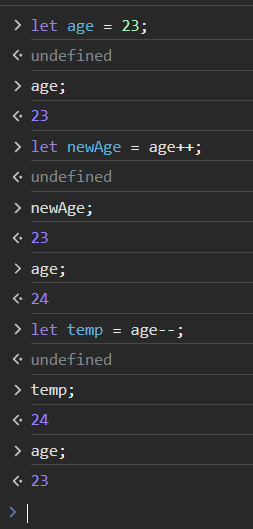 > let age = 23;
<· undefined
> age;
<· 23
> let newAge = age++;
<· undefined
> newAge;
<· 23
> age;
<· 24
> let temp = age--;
<· undefined
> temp;
<· 24
> age;
<· 23
>